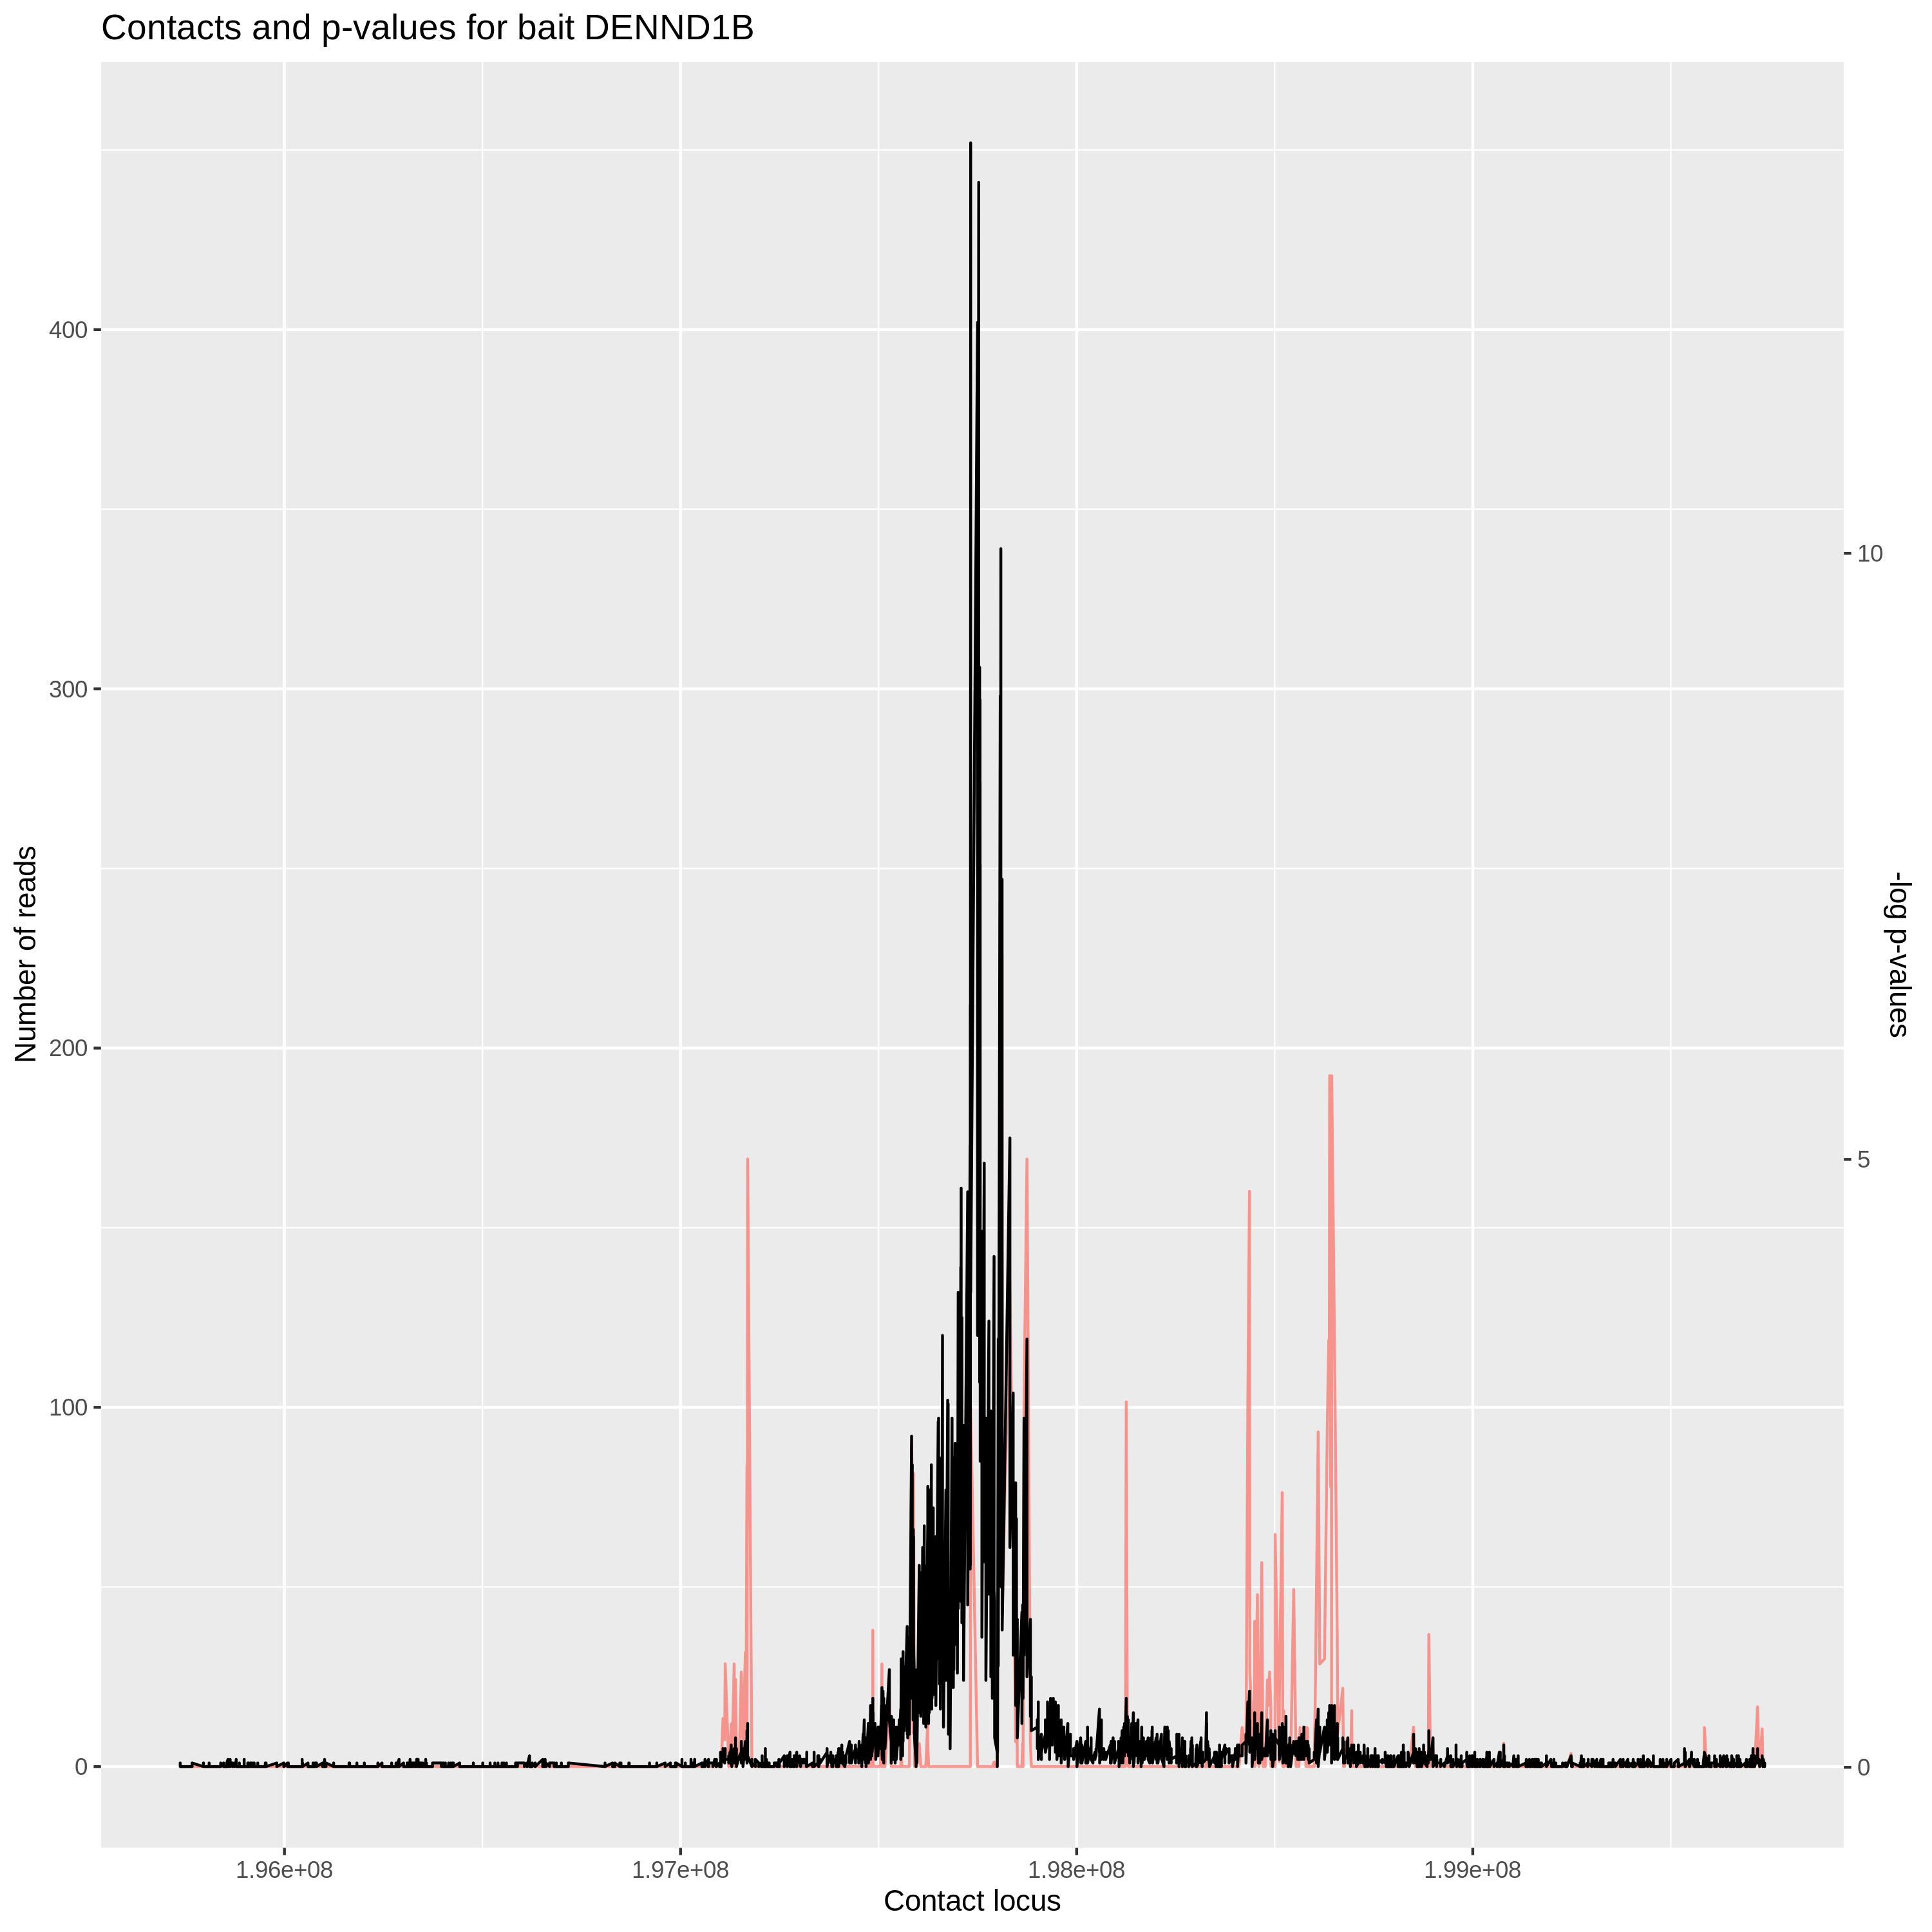 Contacts and p-values for bait DENND1B
Number of reads
400
300
200
100
0
10
5
0
-log p-values
1.96e+08
1.97e+08
1.98e+08
1.99e+08
Contact locus